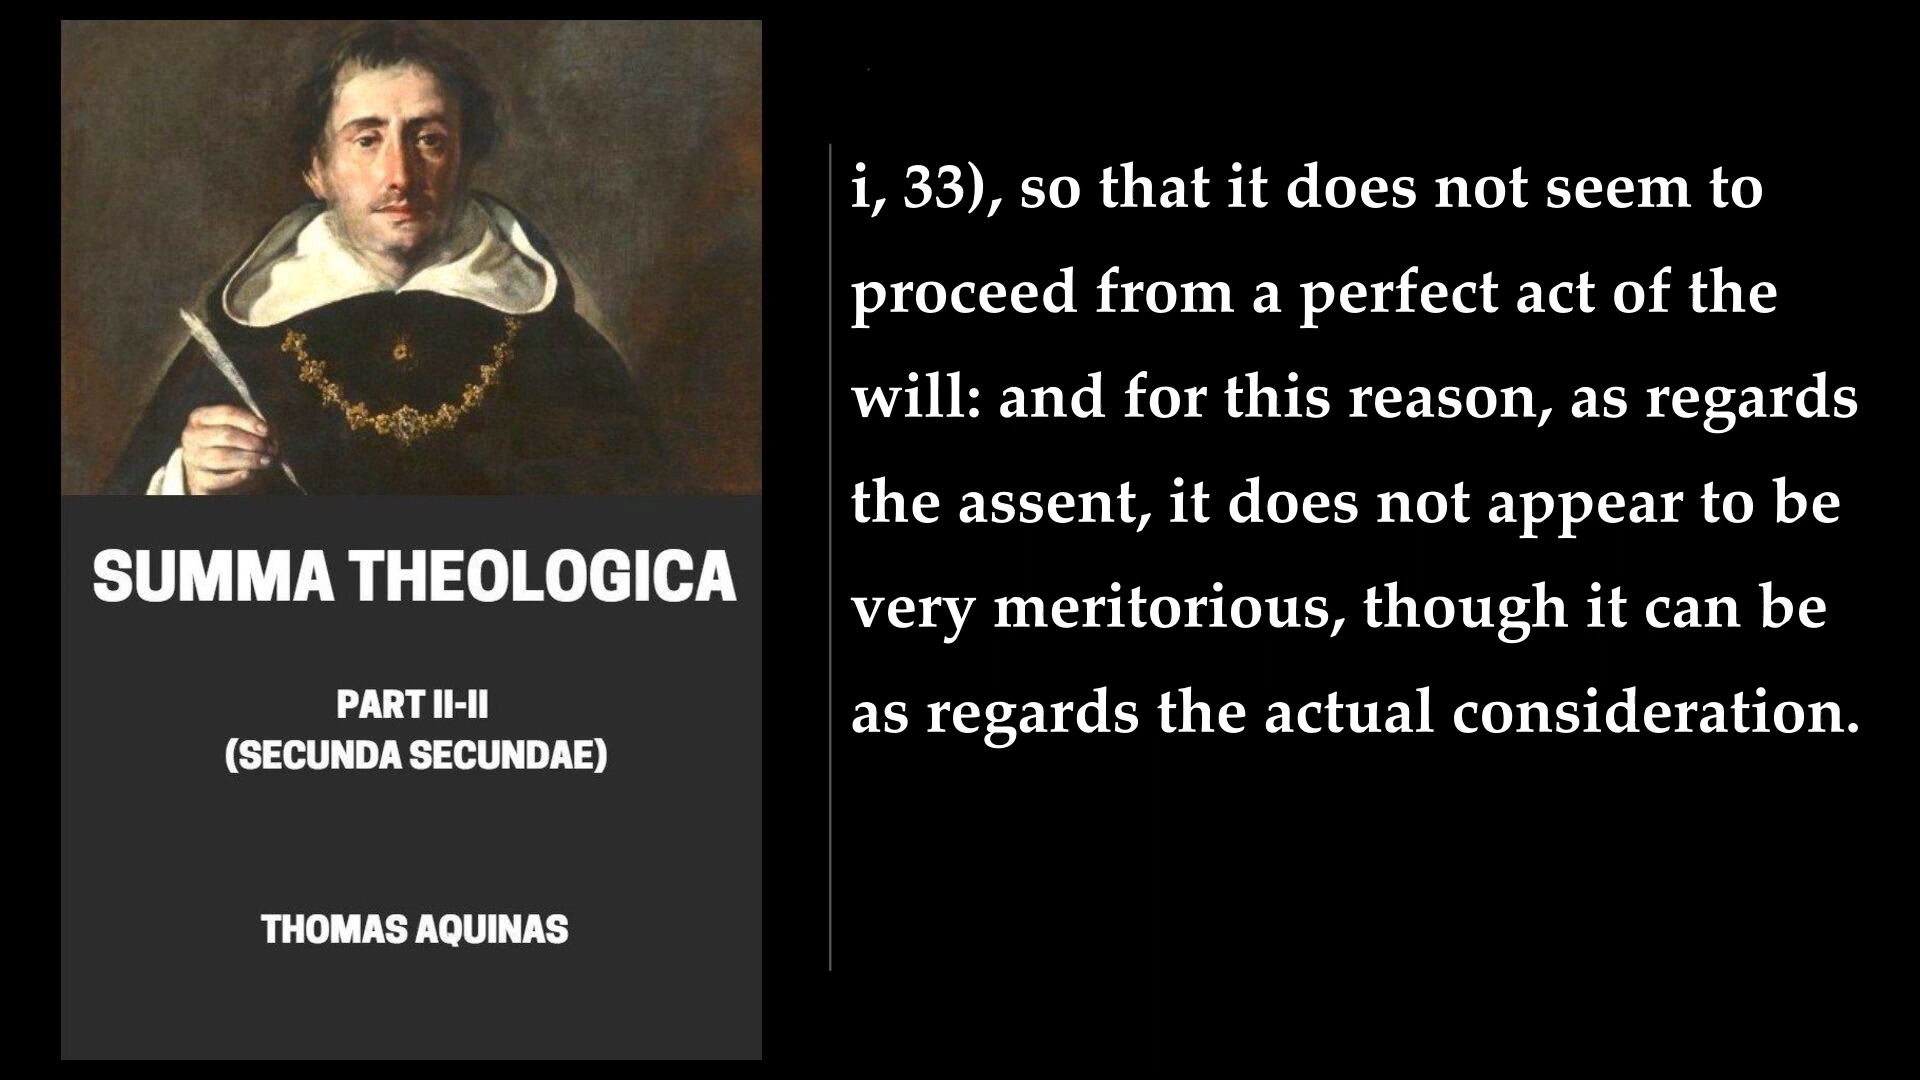 SUMMA THEOLOGICA
PART II-II
(SECUNDA SECUNDAE)
THOMAS AQUINAS
i, 33), so that it does not seem to
proceed from a perfect act of the
will: and for this reason, as regards
the assent, it does not appear to be
very meritorious, though it can be
as regards the actual consideration.